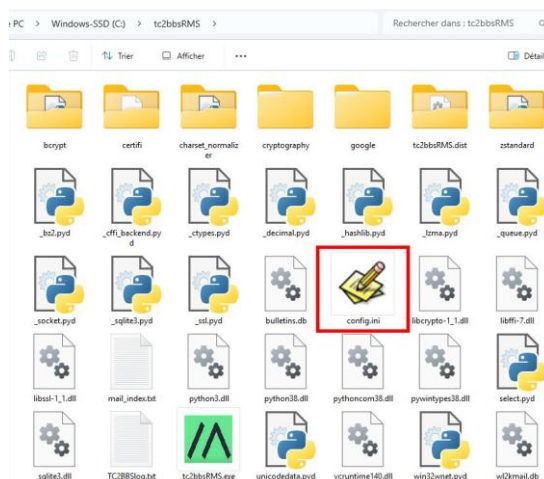 PC > Windows-SSD (C:) > tc2bbsRMS >
Rechercher dans : tc2bbsRMS
Trier
Afficher
...
Détail
bcrypt
certifi
charset_normaliz
er
cryptography
google
tc2bbsRMS.dist
zstandard
_bz2.pyd
_cffi_backend.py
d
_ctypes.pyd
_decimal.pyd
_hashlib.pyd
_lzma.pyd
_queue.pyd
_socket.pyd
_sqlite3.pyd
_ssl.pyd
bulletins.db
config.ini
libcrypto-1_1.dll
libffi-7.dll
libssl-1_1.dll
mail_index.txt
python3.dll
python38.dll
pythoncom38.dll
pywintypes38.dll
select.pyd
sqlite3.dll
TC2BBSlog.txt
tc2bbsRMS.exe
unicodedata.pyd
vcruntime140.dll
win32wnet.pyd
wl2kmail.db